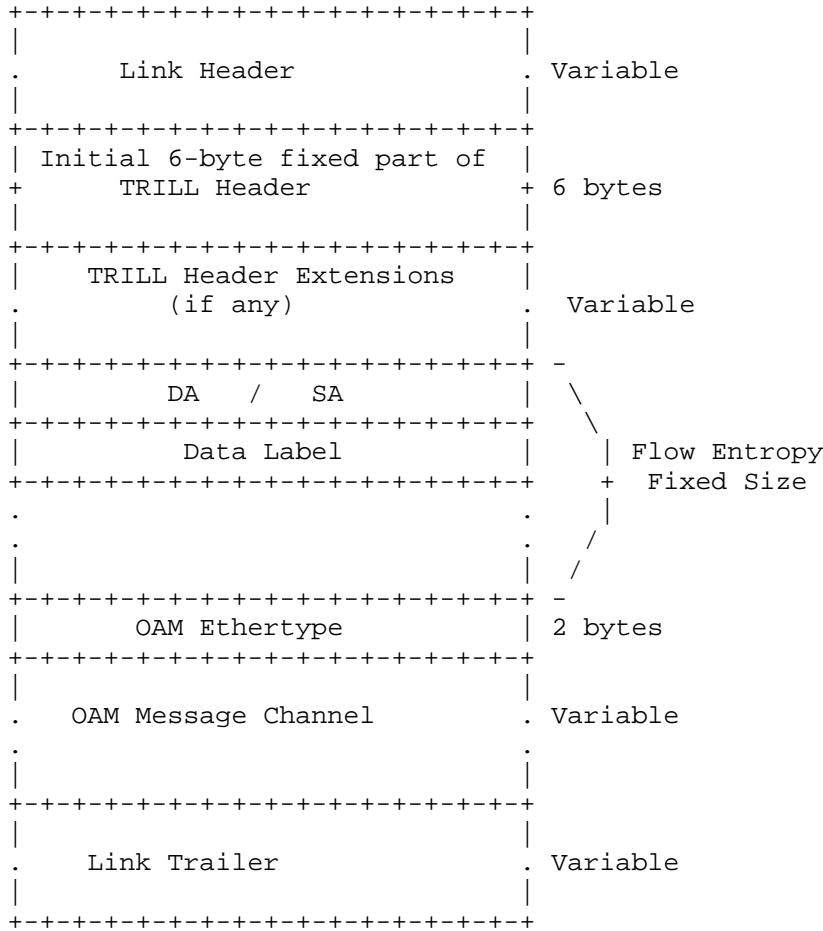 +-+-+-+-+-+-+-+-+-+-+-+-+-+-+-+-+
|                               |
.      Link Header              . Variable
|                               |
+-+-+-+-+-+-+-+-+-+-+-+-+-+-+-+-+
| Initial 6-byte fixed part of  |
+      TRILL Header             + 6 bytes
|                               |
+-+-+-+-+-+-+-+-+-+-+-+-+-+-+-+-+
|    TRILL Header Extensions    |
.         (if any)              .  Variable
|                               |
+-+-+-+-+-+-+-+-+-+-+-+-+-+-+-+-+ -
|         DA   /   SA           |  \
+-+-+-+-+-+-+-+-+-+-+-+-+-+-+-+-+   \
|          Data Label           |    | Flow Entropy
+-+-+-+-+-+-+-+-+-+-+-+-+-+-+-+-+    +  Fixed Size
.                               .    |
.                               .   /
|                               |  /
+-+-+-+-+-+-+-+-+-+-+-+-+-+-+-+-+ -
|       OAM Ethertype           | 2 bytes
+-+-+-+-+-+-+-+-+-+-+-+-+-+-+-+-+
|                               |
.   OAM Message Channel         . Variable
.                               .
|                               |
+-+-+-+-+-+-+-+-+-+-+-+-+-+-+-+-+
|                               |
.    Link Trailer               . Variable
|                               |
+-+-+-+-+-+-+-+-+-+-+-+-+-+-+-+-+